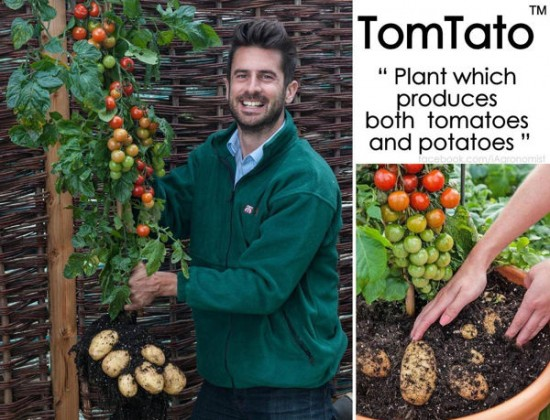 TomTato™
“ Plant which
produces
both tomatoes
and potatoes ”
facebook.com/iAgronomist